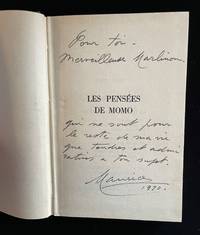 Pour toi -
Merveilleuse Marlinou
LES PENSÉES
DE MOMO
qui ne sont pour
le reste de ma vie
que tendres et admi
ratives a ton sujet
Maurice
1970.